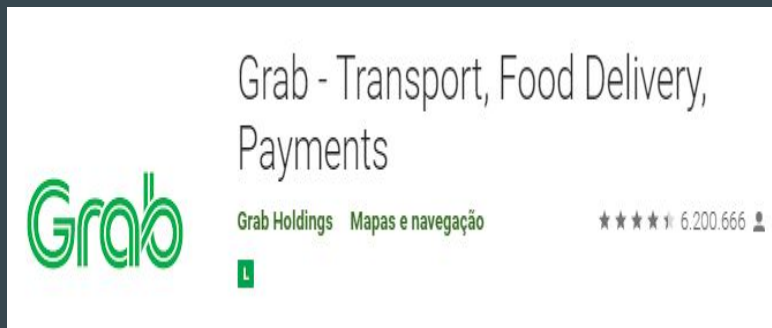 Grab - Transport, Food Delivery,
Payments
Grab
Grab Holdings Mapas e navegação 6.200.666
L